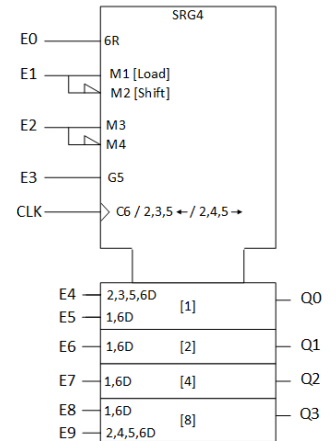 SRG4
E0 6R
E1 M1 [Load]
M2 [Shift]
E2 M3
M4
E3 G5
CLK C6 / 2,3,5 ← / 2,4,5 →
E4 2,3,5,6D [1] Q0
E5 1,6D
E6 1,6D [2] Q1
E7 1,6D [4] Q2
E8 1,6D [8] Q3
E9 2,4,5,6D